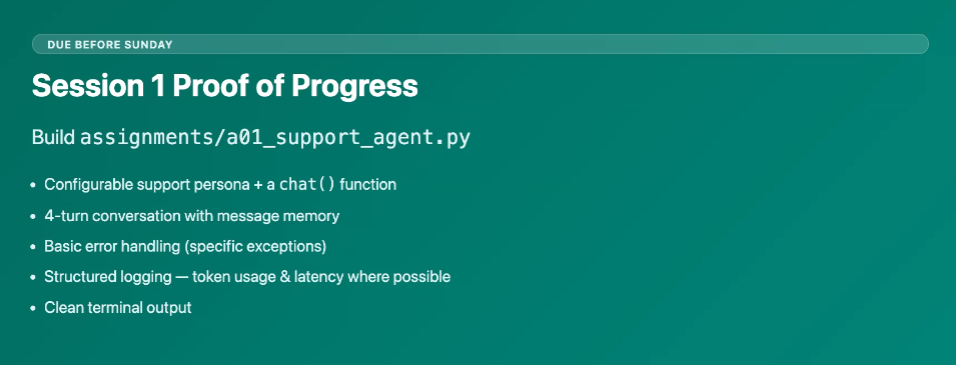 DUE BEFORE SUNDAY
Session 1 Proof of Progress
Build assignments/a01_support_agent.py
• Configurable support persona + a chat() function
• 4-turn conversation with message memory
• Basic error handling (specific exceptions)
• Structured logging — token usage & latency where possible
• Clean terminal output